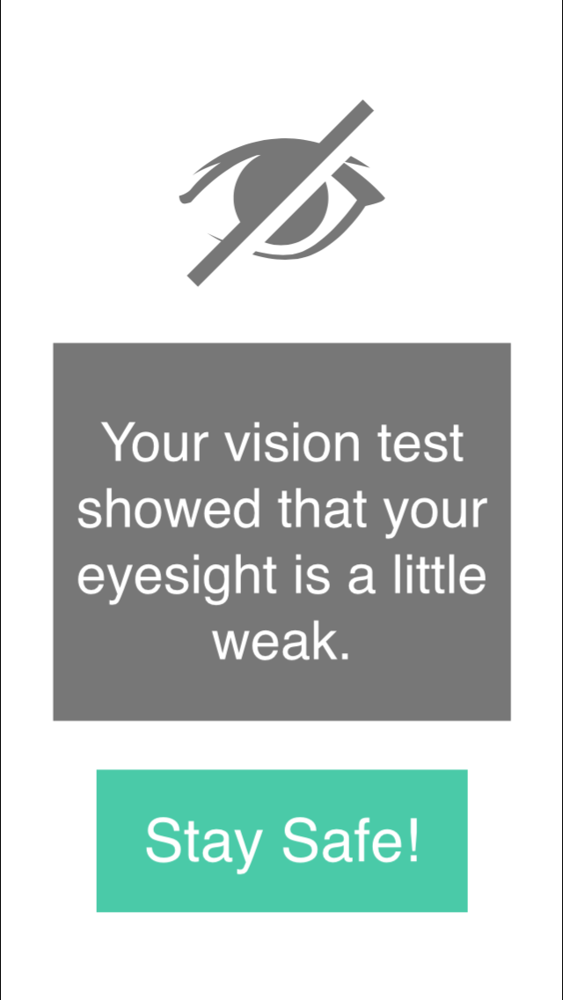 Your vision test
showed that your
eyesight is a little
weak.
Stay Safe!